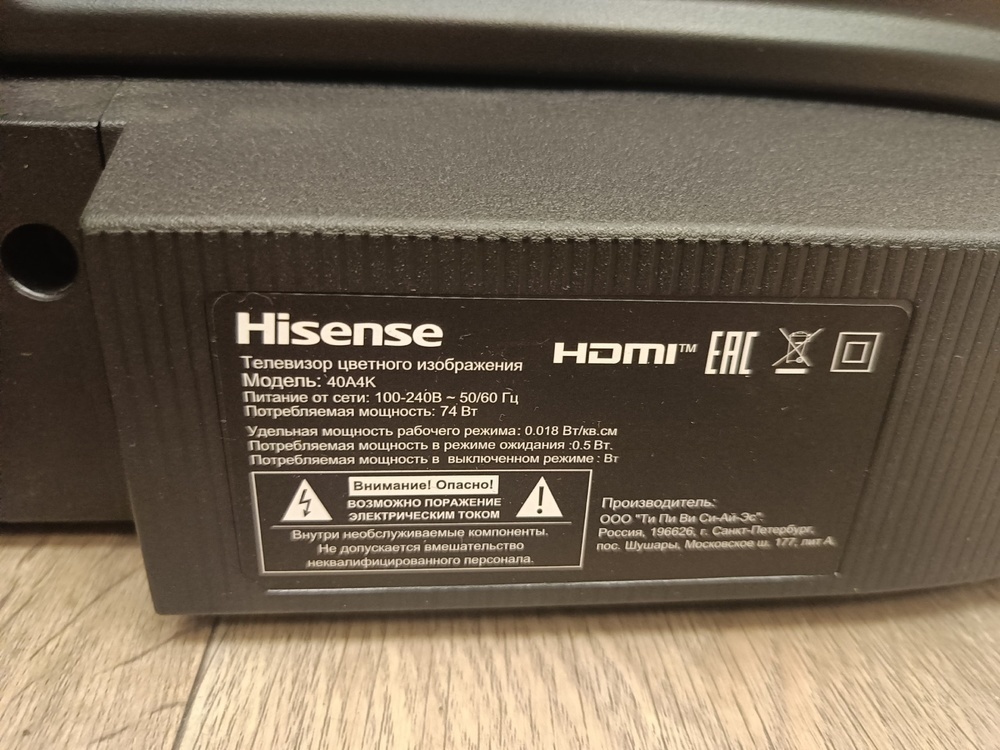 Hisense
HDMI™ EAC
Телевизор цветного изображения
Модель: 40A4K
Питание от сети: 100-240В ~ 50/60 Гц
Потребляемая мощность: 74 Вт
Удельная мощность рабочего режима: 0.018 Вт/кв.см
Потребляемая мощность в режиме ожидания :0.5 Вт.
Потребляемая мощность в выключенном режиме : Вт
Внимание! Опасно!
ВОЗМОЖНО ПОРАЖЕНИЕ
ЭЛЕКТРИЧЕСКИМ ТОКОМ
Внутри необслуживаемые компоненты.
Не допускается вмешательство
неквалифицированного персонала.
Производитель:
ООО "Ти Пи Ви Си-Ай-Эс".
Россия, 196626, г. Санкт-Петербург,
пос. Шушары, Московское ш. 177, лит А